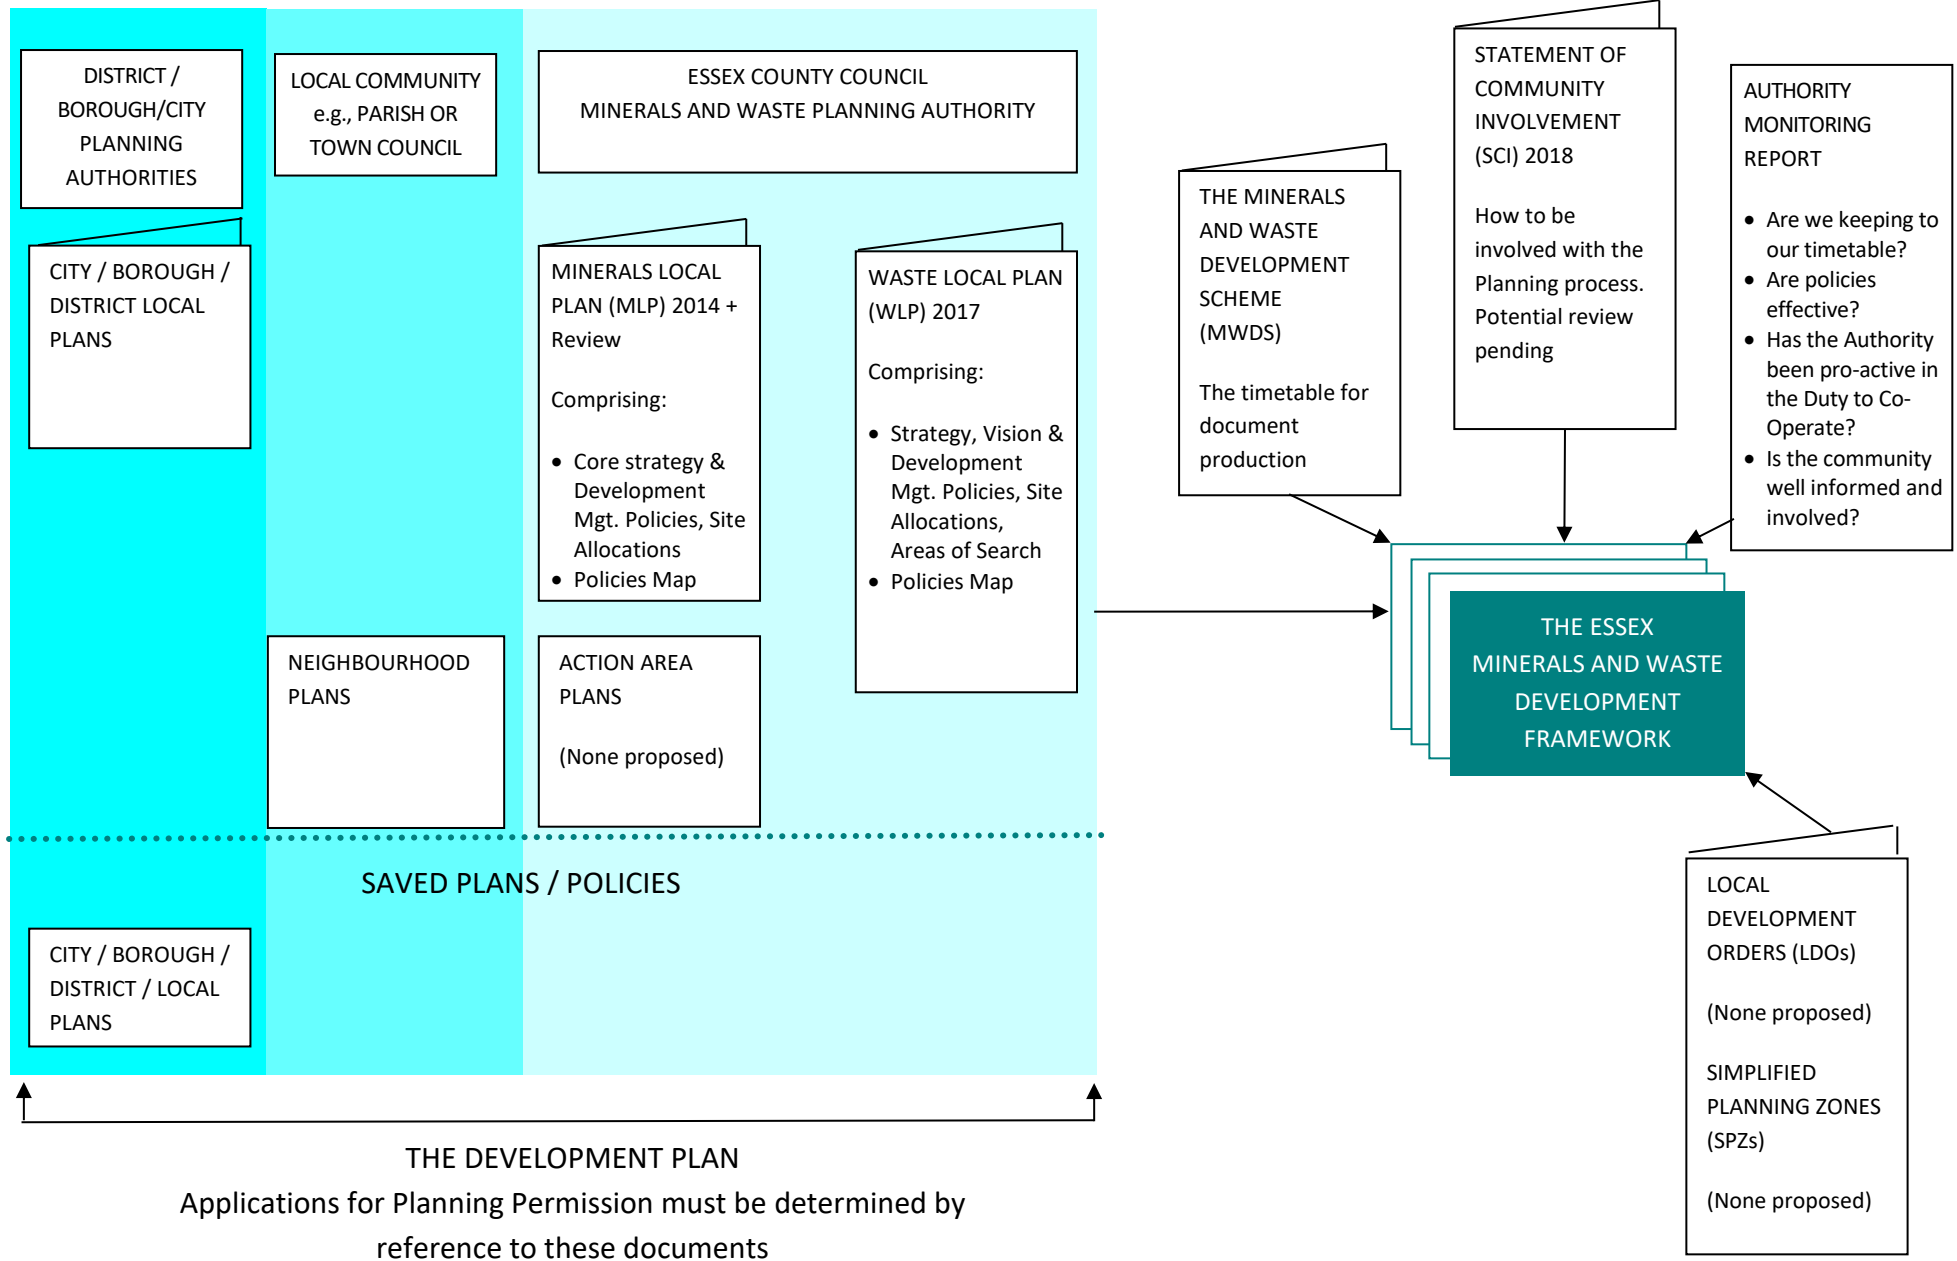 DISTRICT /
BOROUGH/CITY
PLANNING
AUTHORITIES
LOCAL COMMUNITY
e.g., PARISH OR
TOWN COUNCIL
ESSEX COUNTY COUNCIL
MINERALS AND WASTE PLANNING AUTHORITY
CITY / BOROUGH /
DISTRICT LOCAL
PLANS
MINERALS LOCAL
PLAN (MLP) 2014 +
Review
Comprising:
• Core strategy &
Development
Mgt. Policies, Site
Allocations
• Policies Map
WASTE LOCAL PLAN
(WLP) 2017
Comprising:
• Strategy, Vision &
Development
Mgt. Policies, Site
Allocations,
Areas of Search
• Policies Map
NEIGHBOURHOOD
PLANS
ACTION AREA
PLANS
(None proposed)
SAVED PLANS / POLICIES
CITY / BOROUGH /
DISTRICT / LOCAL
PLANS
THE DEVELOPMENT PLAN
Applications for Planning Permission must be determined by
reference to these documents
THE MINERALS
AND WASTE
DEVELOPMENT
SCHEME
(MWDS)
The timetable for
document
production
STATEMENT OF
COMMUNITY
INVOLVEMENT
(SCI) 2018
How to be
involved with the
Planning process.
Potential review
pending
AUTHORITY
MONITORING
REPORT
• Are we keeping to
our timetable?
• Are policies
effective?
• Has the Authority
been pro-active in
the Duty to Co-
Operate?
• Is the community
well informed and
involved?
THE ESSEX
MINERALS AND WASTE
DEVELOPMENT
FRAMEWORK
LOCAL
DEVELOPMENT
ORDERS (LDOs)
(None proposed)
SIMPLIFIED
PLANNING ZONES
(SPZs)
(None proposed)